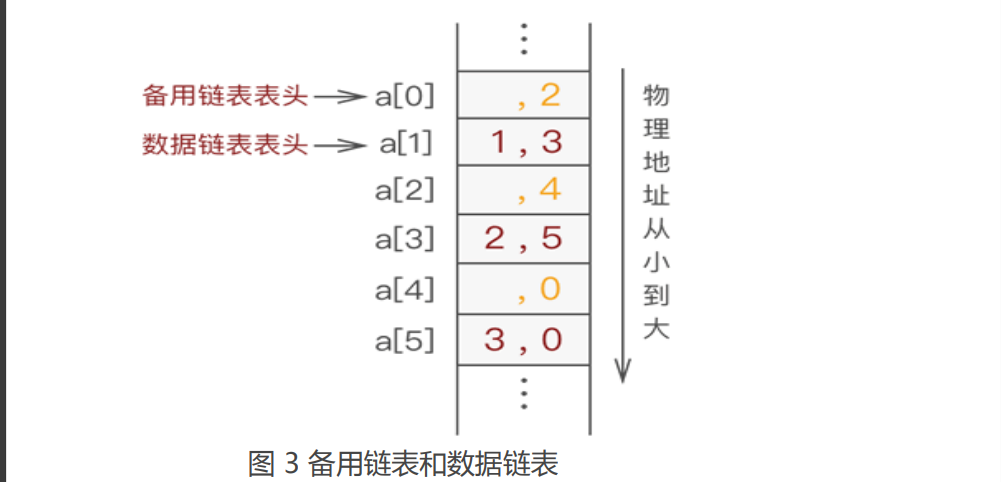 备用链表表头 a[0] , 2
数据链表表头 a[1] 1 , 3
a[2] , 4
a[3] 2 , 5
a[4] , 0
a[5] 3 , 0
物理地址从小到大
图 3 备用链表和数据链表